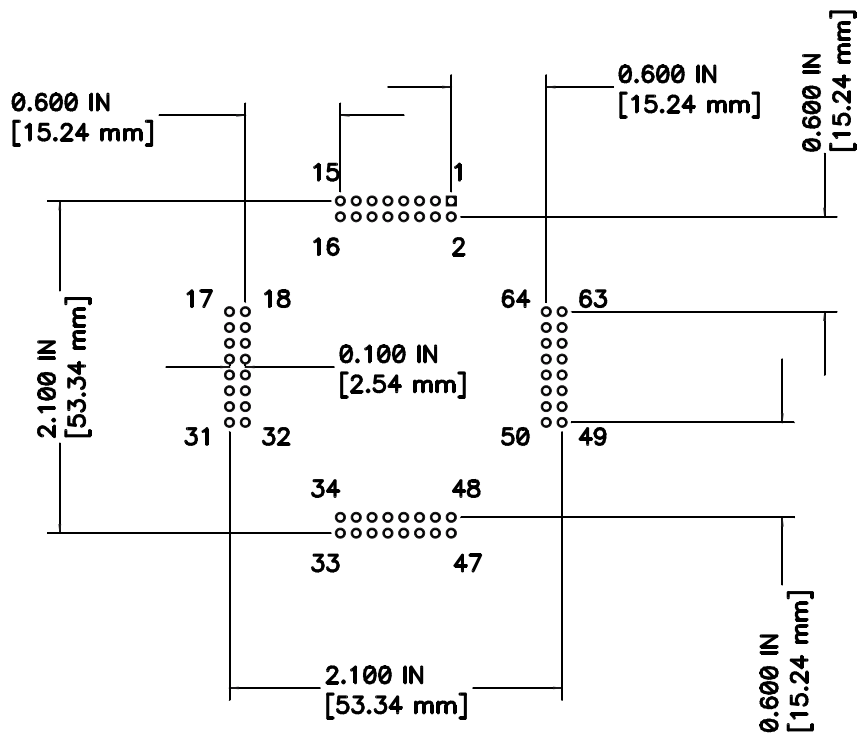 0.600 IN
[15.24 mm]
0.600 IN
[15.24 mm]
0.600 IN
[15.24 mm]
15 1
16 2
17 18 64 63
0.100 IN
[2.54 mm]
2.100 IN
[53.34 mm]
31 32 50 49
34 48
33 47
2.100 IN
[53.34 mm]
0.600 IN
[15.24 mm]